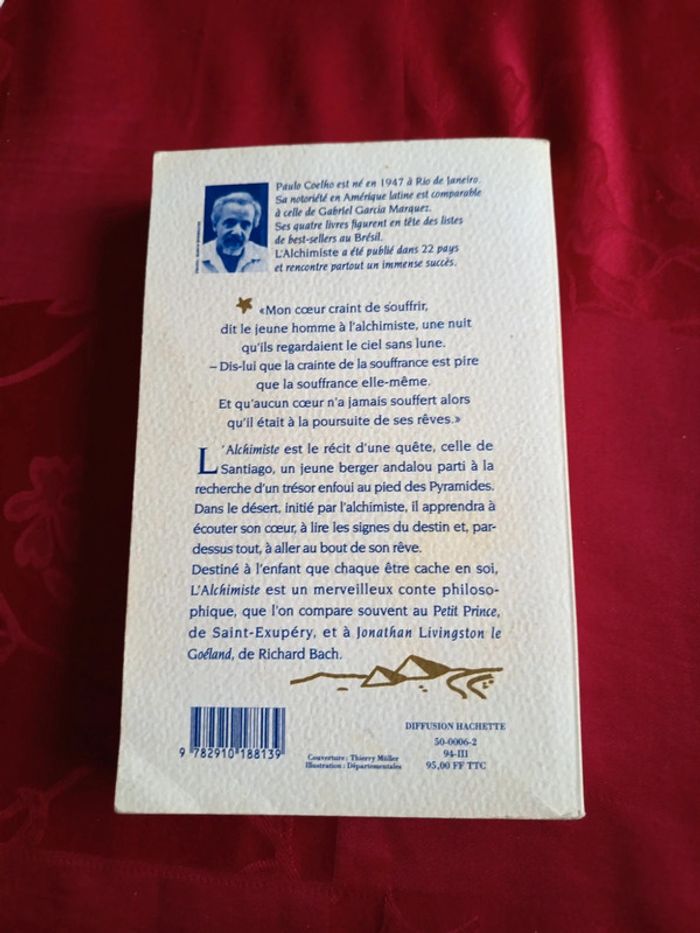 Paulo Coelho est né en 1947 à Rio de Janeiro.
Sa notoriété en Amérique latine est comparable
à celle de Gabriel Garcia Marquez.
Ses quatre livres figurent en tête des listes
de best-sellers au Brésil.
L'Alchimiste a été publié dans 22 pays
et rencontre partout un immense succès.
«Mon cœur craint de souffrir,
dit le jeune homme à l'alchimiste, une nuit
qu'ils regardaient le ciel sans lune.
– Dis-lui que la crainte de la souffrance est pire
que la souffrance elle-même.
Et qu'aucun cœur n'a jamais souffert alors
qu'il était à la poursuite de ses rêves.»
L'Alchimiste est le récit d'une quête, celle de
Santiago, un jeune berger andalou parti à la
recherche d'un trésor enfoui au pied des Pyramides.
Dans le désert, initié par l'alchimiste, il apprendra à
écouter son cœur, à lire les signes du destin et, par-
dessus tout, à aller au bout de son rêve.
Destiné à l'enfant que chaque être cache en soi,
L'Alchimiste est un merveilleux conte philoso-
phique, que l'on compare souvent au Petit Prince,
de Saint-Exupéry, et à Jonathan Livingston le
Goéland, de Richard Bach.
9 782910 188139
Couverture : Thierry Müller
Illustration : Départementales
DIFFUSION HACHETTE
50-0006-2
94-III
95,00 FF TTC